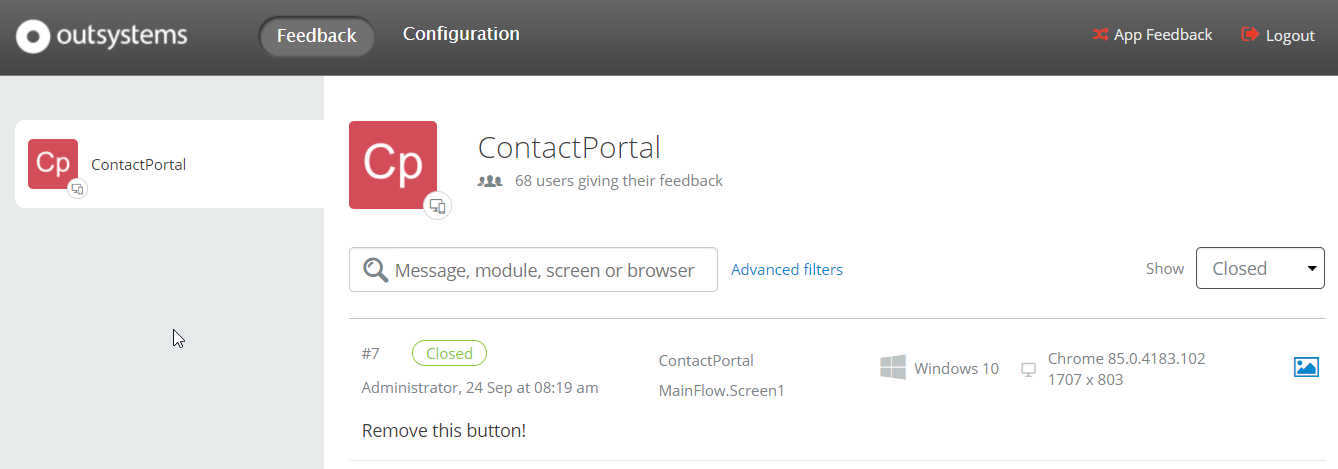 outsystems
Feedback
Configuration
App Feedback
Logout
Cp
ContactPortal
Cp
ContactPortal
68 users giving their feedback
Message, module, screen or browser
Advanced filters
Show
Closed
#7
Closed
Administrator, 24 Sep at 08:19 am
ContactPortal
MainFlow.Screen1
Windows 10
Chrome 85.0.4183.102
1707 x 803
Remove this button!